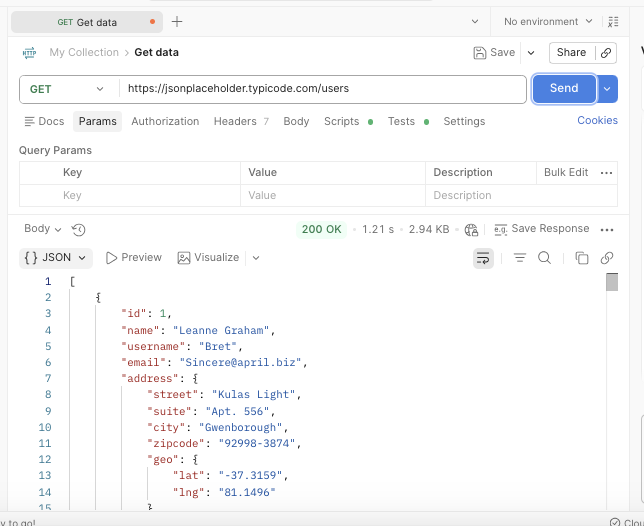 GET Get data
No environment
HTTP My Collection > Get data Save Share
GET https://jsonplaceholder.typicode.com/users Send
Docs Params Authorization Headers 7 Body Scripts Tests Settings Cookies
Query Params
Key Value Description Bulk Edit
Key Value Description
Body 200 OK 1.21 s 2.94 KB e.g. Save Response
{} JSON Preview Visualize
1 [
2 {
3 "id": 1,
4 "name": "Leanne Graham",
5 "username": "Bret",
6 "email": "Sincere@april.biz",
7 "address": {
8 "street": "Kulas Light",
9 "suite": "Apt. 556",
10 "city": "Gwenborough",
11 "zipcode": "92998-3874",
12 "geo": {
13 "lat": "-37.3159",
14 "lng": "81.1496"
15 }
y to go! Clou